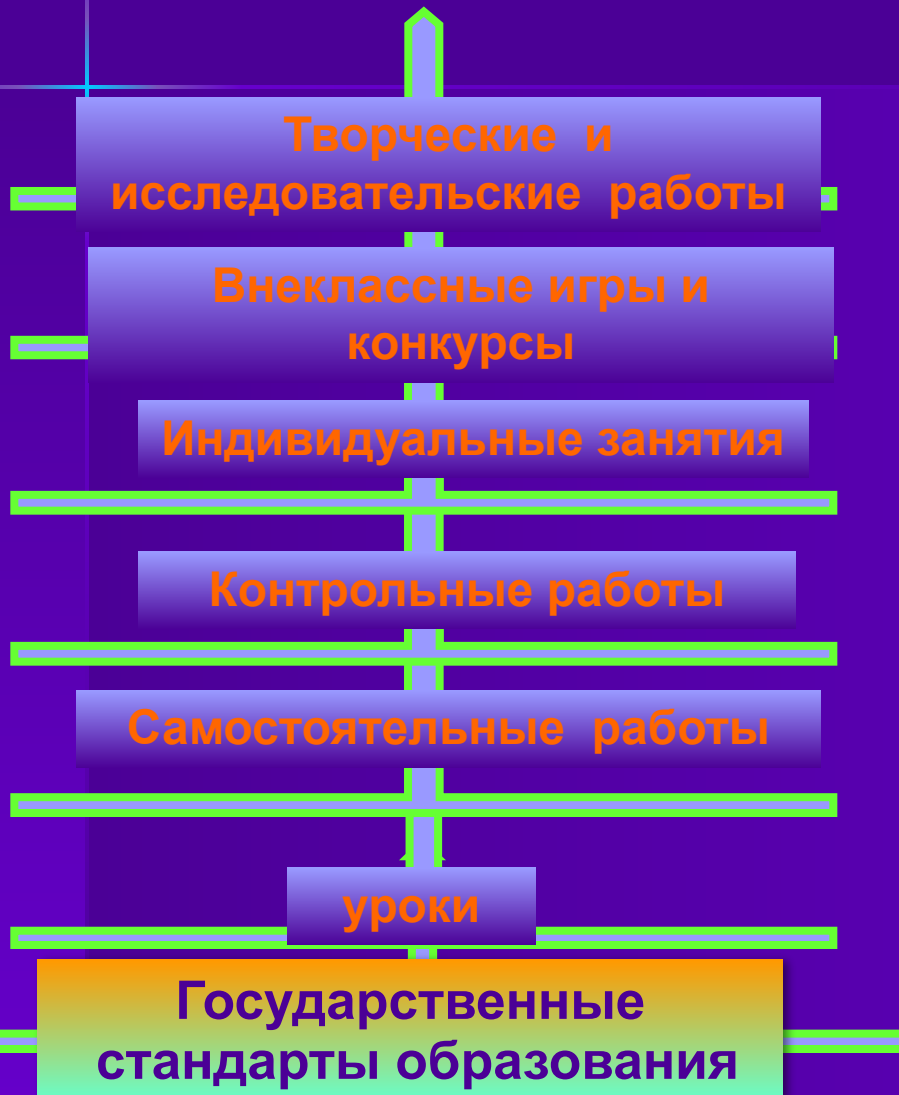 Творческие и
исследовательские работы
Внеклассные игры и
конкурсы
Индивидуальные занятия
Контрольные работы
Самостоятельные работы
уроки
Государственные
стандарты образования